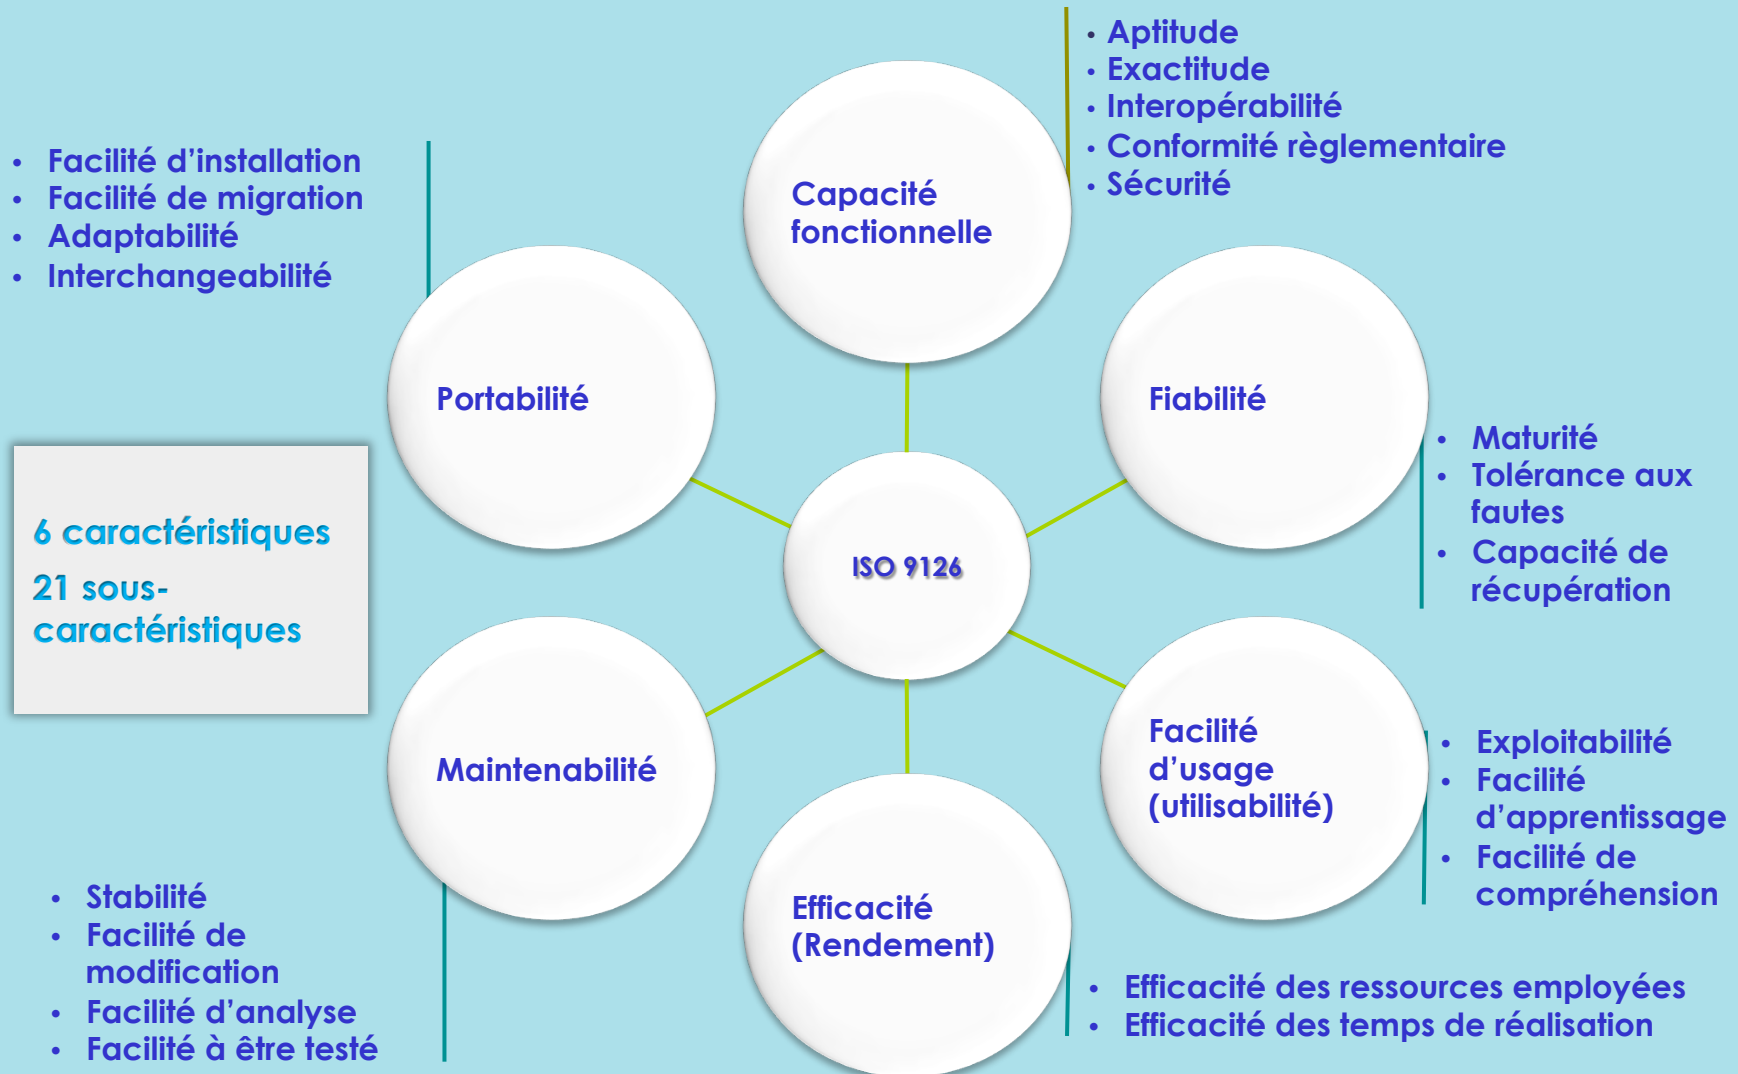 • Aptitude
• Exactitude
• Interopérabilité
• Conformité règlementaire
• Sécurité
Capacité
fonctionnelle
• Facilité d’installation
• Facilité de migration
• Adaptabilité
• Interchangeabilité
Portabilité
Fiabilité
• Maturité
• Tolérance aux
fautes
• Capacité de
récupération
6 caractéristiques
21 sous-
caractéristiques
ISO 9126
Maintenabilité
Facilité
d’usage
(utilisabilité)
• Exploitabilité
• Facilité
d’apprentissage
• Facilité de
compréhension
• Stabilité
• Facilité de
modification
• Facilité d’analyse
• Facilité à être testé
Efficacité
(Rendement)
• Efficacité des ressources employées
• Efficacité des temps de réalisation